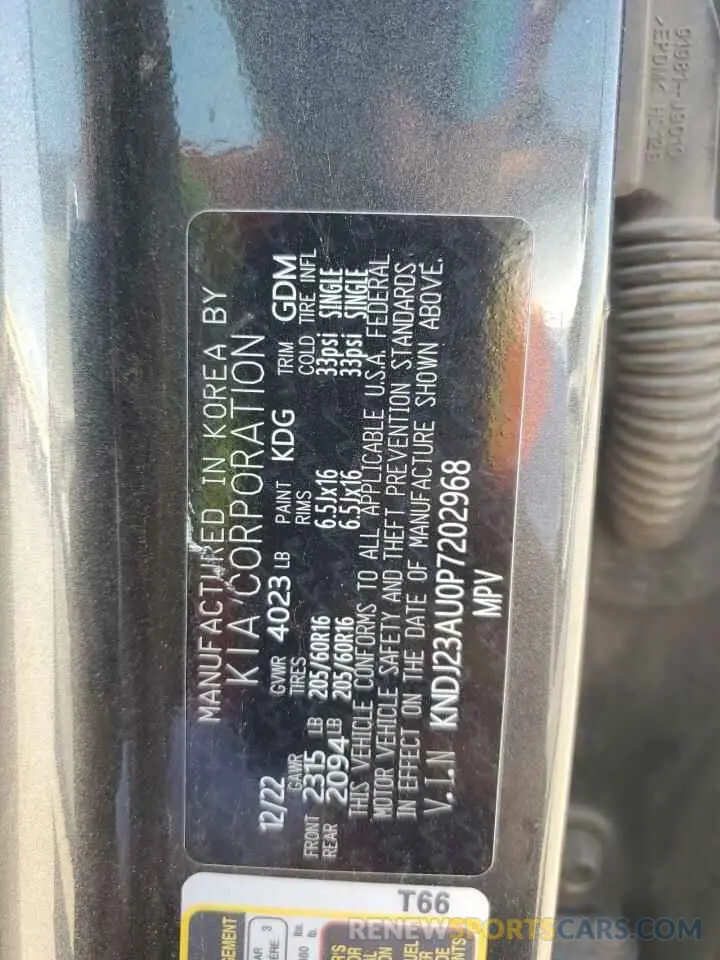 MANUFACTURED IN KOREA BY
KIA CORPORATION
12/22 GVWR 4023 LB PAINT KDG TRIM GDM
GAWR TIRES RIMS COLD TIRE INFL
FRONT 2315 LB 205/60R16 6.5Jx16 33psi SINGLE
REAR 2094 LB 205/60R16 6.5Jx16 33psi SINGLE
THIS VEHICLE CONFORMS TO ALL APPLICABLE U.S.A. FEDERAL
MOTOR VEHICLE SAFETY AND THEFT PREVENTION STANDARDS
IN EFFECT ON THE DATE OF MANUFACTURE SHOWN ABOVE.
V.I.N KNDJ23AU0P7202968
MPV
T66
RENEWSPORTSCARS.COM